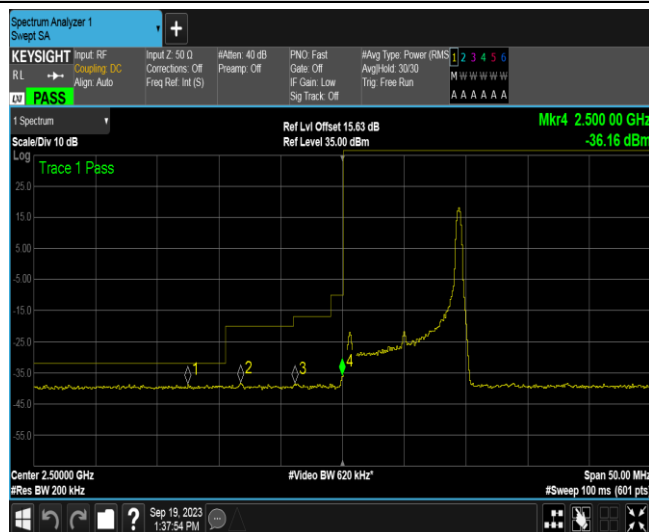 Spectrum Analyzer 1
Swept SA
KEYSIGHT
RL
LXI
PASS
Input: RF
Coupling: DC
Align: Auto
Input Z: 50 Ω
Corrections: Off
Freq Ref: Int (S)
#Atten: 40 dB
Preamp: Off
PNO: Fast
Gate: Off
IF Gain: Low
Sig Track: Off
#Avg Type: Power (RMS
Avg|Hold: 30/30
Trig: Free Run
1 2 3 4 5 6
M W W W W W
A A A A A A
1 Spectrum
Scale/Div 10 dB
Ref Lvl Offset 15.63 dB
Ref Level 35.00 dBm
Mkr4 2.500 00 GHz
-36.16 dBm
Log
Trace 1 Pass
25.0
15.0
5.00
-5.00
-15.0
-25.0
-35.0
-45.0
-55.0
1
2
3
4
Center 2.50000 GHz
#Res BW 200 kHz
#Video BW 620 kHz*
Span 50.00 MHz
#Sweep 100 ms (601 pts)
?
Sep 19, 2023
1:37:54 PM